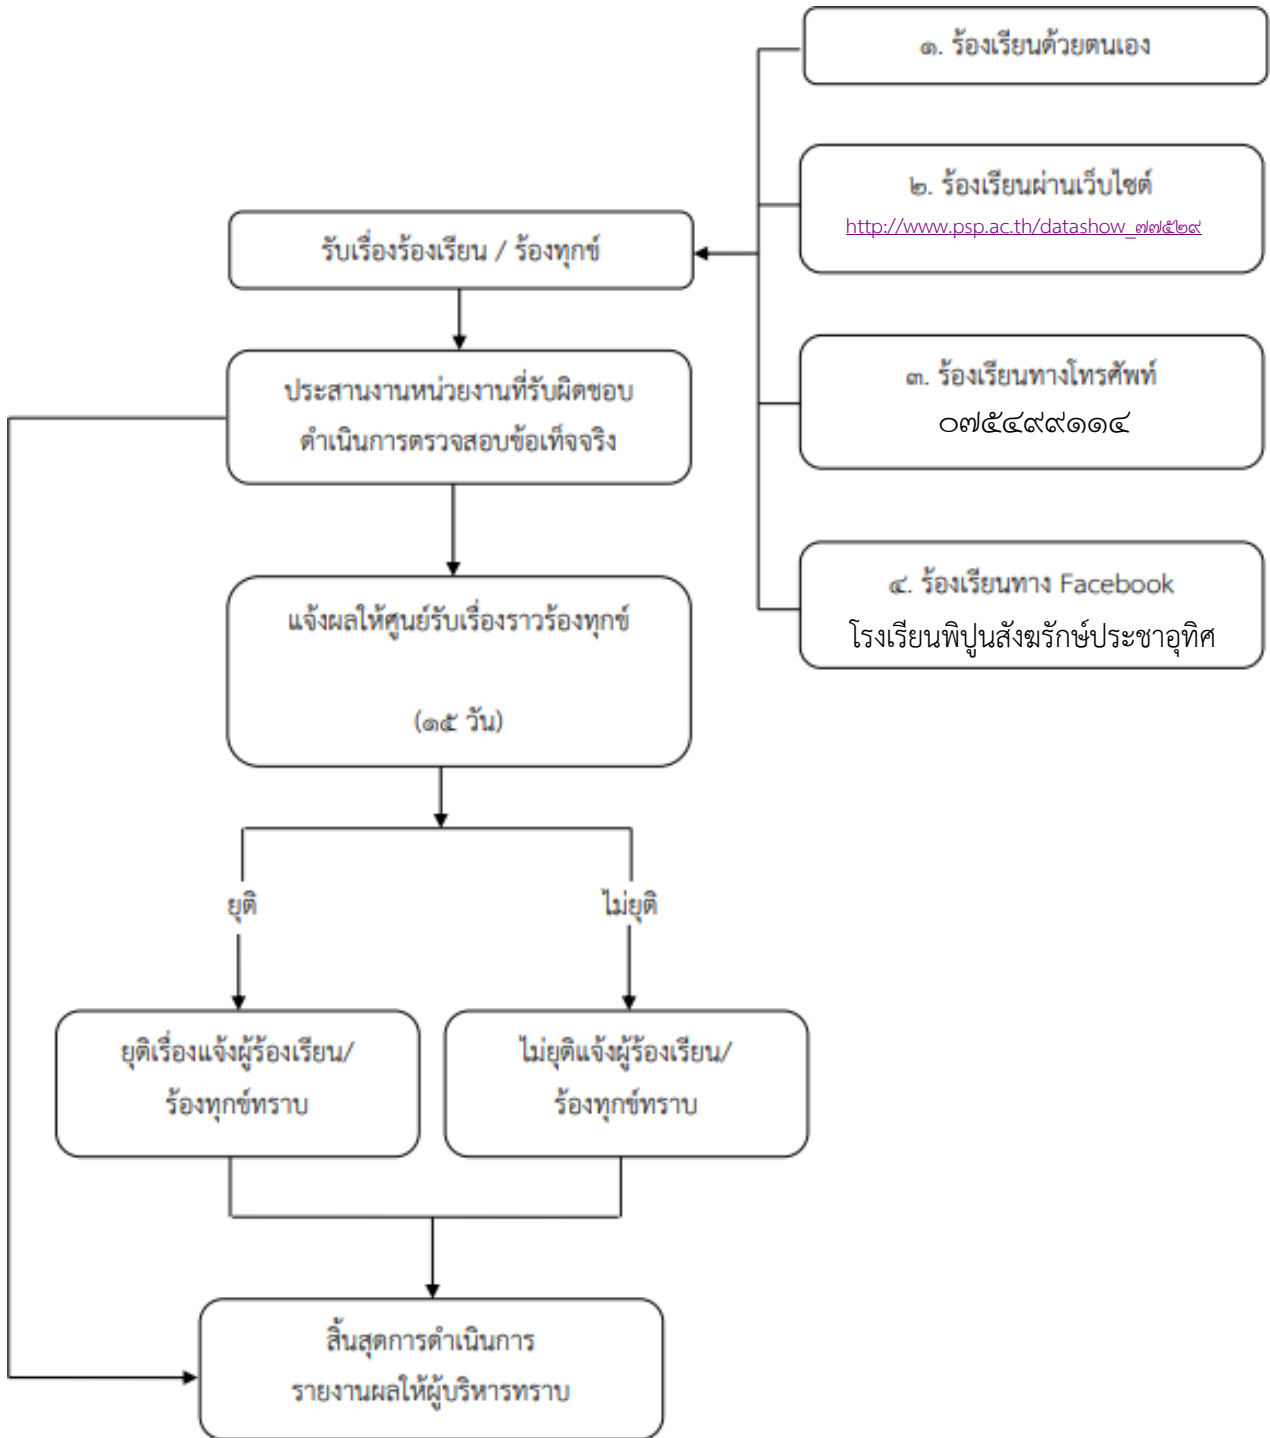 ๑. ร้องเรียนด้วยตนเอง
๒. ร้องเรียนผ่านเว็บไซต์
http://www.psp.ac.th/datashow_๗๗๕๒๙
รับเรื่องร้องเรียน / ร้องทุกข์
ประสานงานหน่วยงานที่รับผิดชอบ
ดำเนินการตรวจสอบข้อเท็จจริง
๓. ร้องเรียนทางโทรศัพท์
๐๗๕๔๙๙๑๑๔
๔. ร้องเรียนทาง Facebook
โรงเรียนพิปูนสังฆรักษ์ประชาอุทิศ
แจ้งผลให้ศูนย์รับเรื่องราวร้องทุกข์
(๑๕ วัน)
ยุติ
ไม่ยุติ
ยุติเรื่องแจ้งผู้ร้องเรียน/
ร้องทุกข์ทราบ
ไม่ยุติแจ้งผู้ร้องเรียน/
ร้องทุกข์ทราบ
สิ้นสุดการดำเนินการ
รายงานผลให้ผู้บริหารทราบ